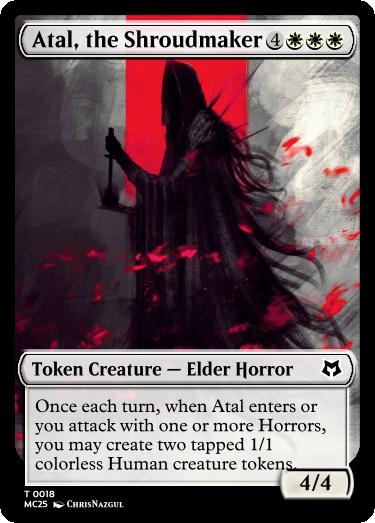 Atal, the Shroudmaker 4
Token Creature — Elder Horror
Once each turn, when Atal enters or
you attack with one or more Horrors,
you may create two tapped 1/1
colorless Human creature tokens.
4/4
T 0018
MC25 ChrisNazgul